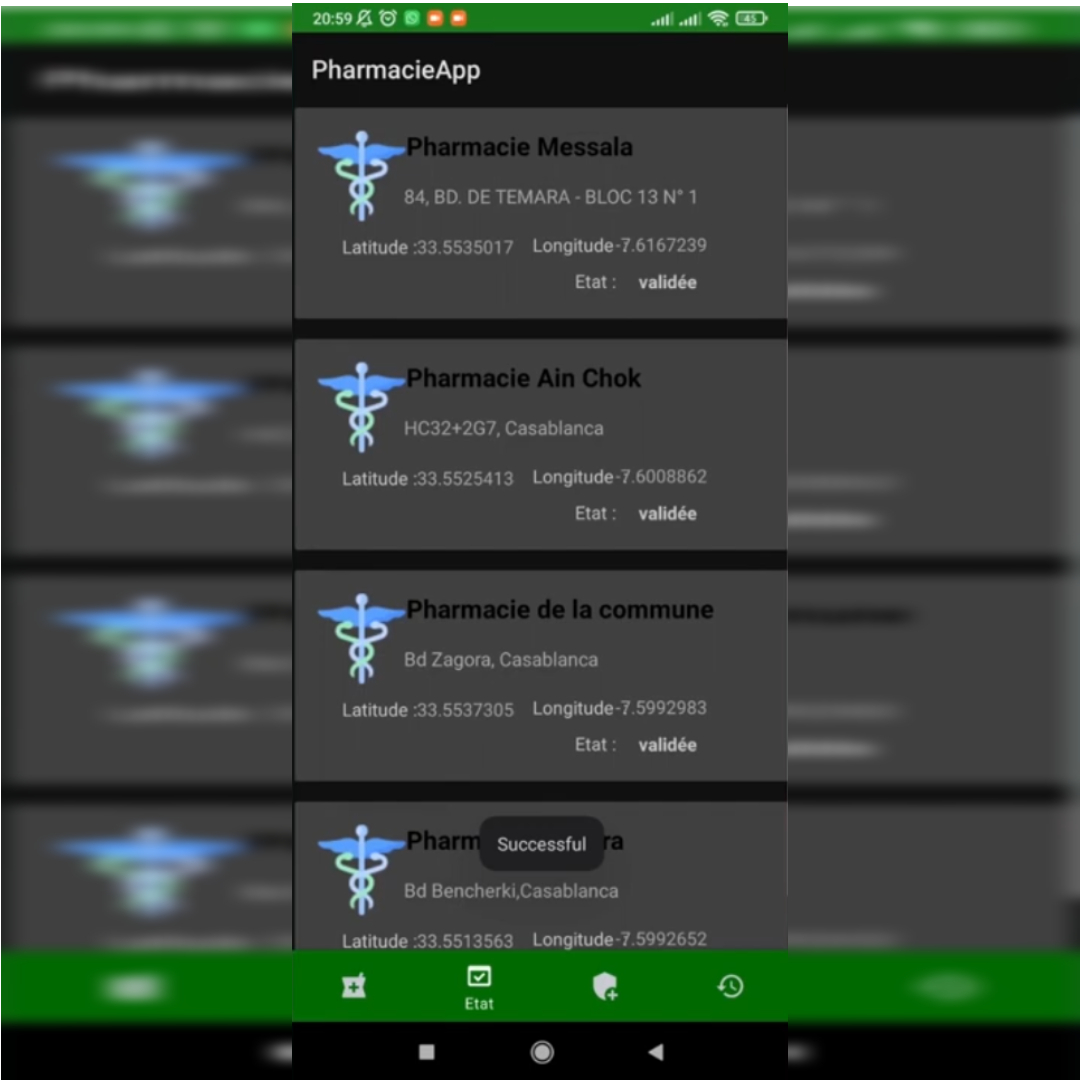 20:59
45
PharmacieApp
Pharmacie Messala
84, BD. DE TEMARA - BLOC 13 N° 1
Latitude :33.5535017 Longitude -7.6167239
Etat : validée
Pharmacie Ain Chok
HC32+2G7, Casablanca
Latitude :33.5525413 Longitude -7.6008862
Etat : validée
Pharmacie de la commune
Bd Zagora, Casablanca
Latitude :33.5537305 Longitude -7.5992983
Etat : validée
Successful
Bd Bencherki,Casablanca
Latitude :33.5513563 Longitude -7.5992652
Etat